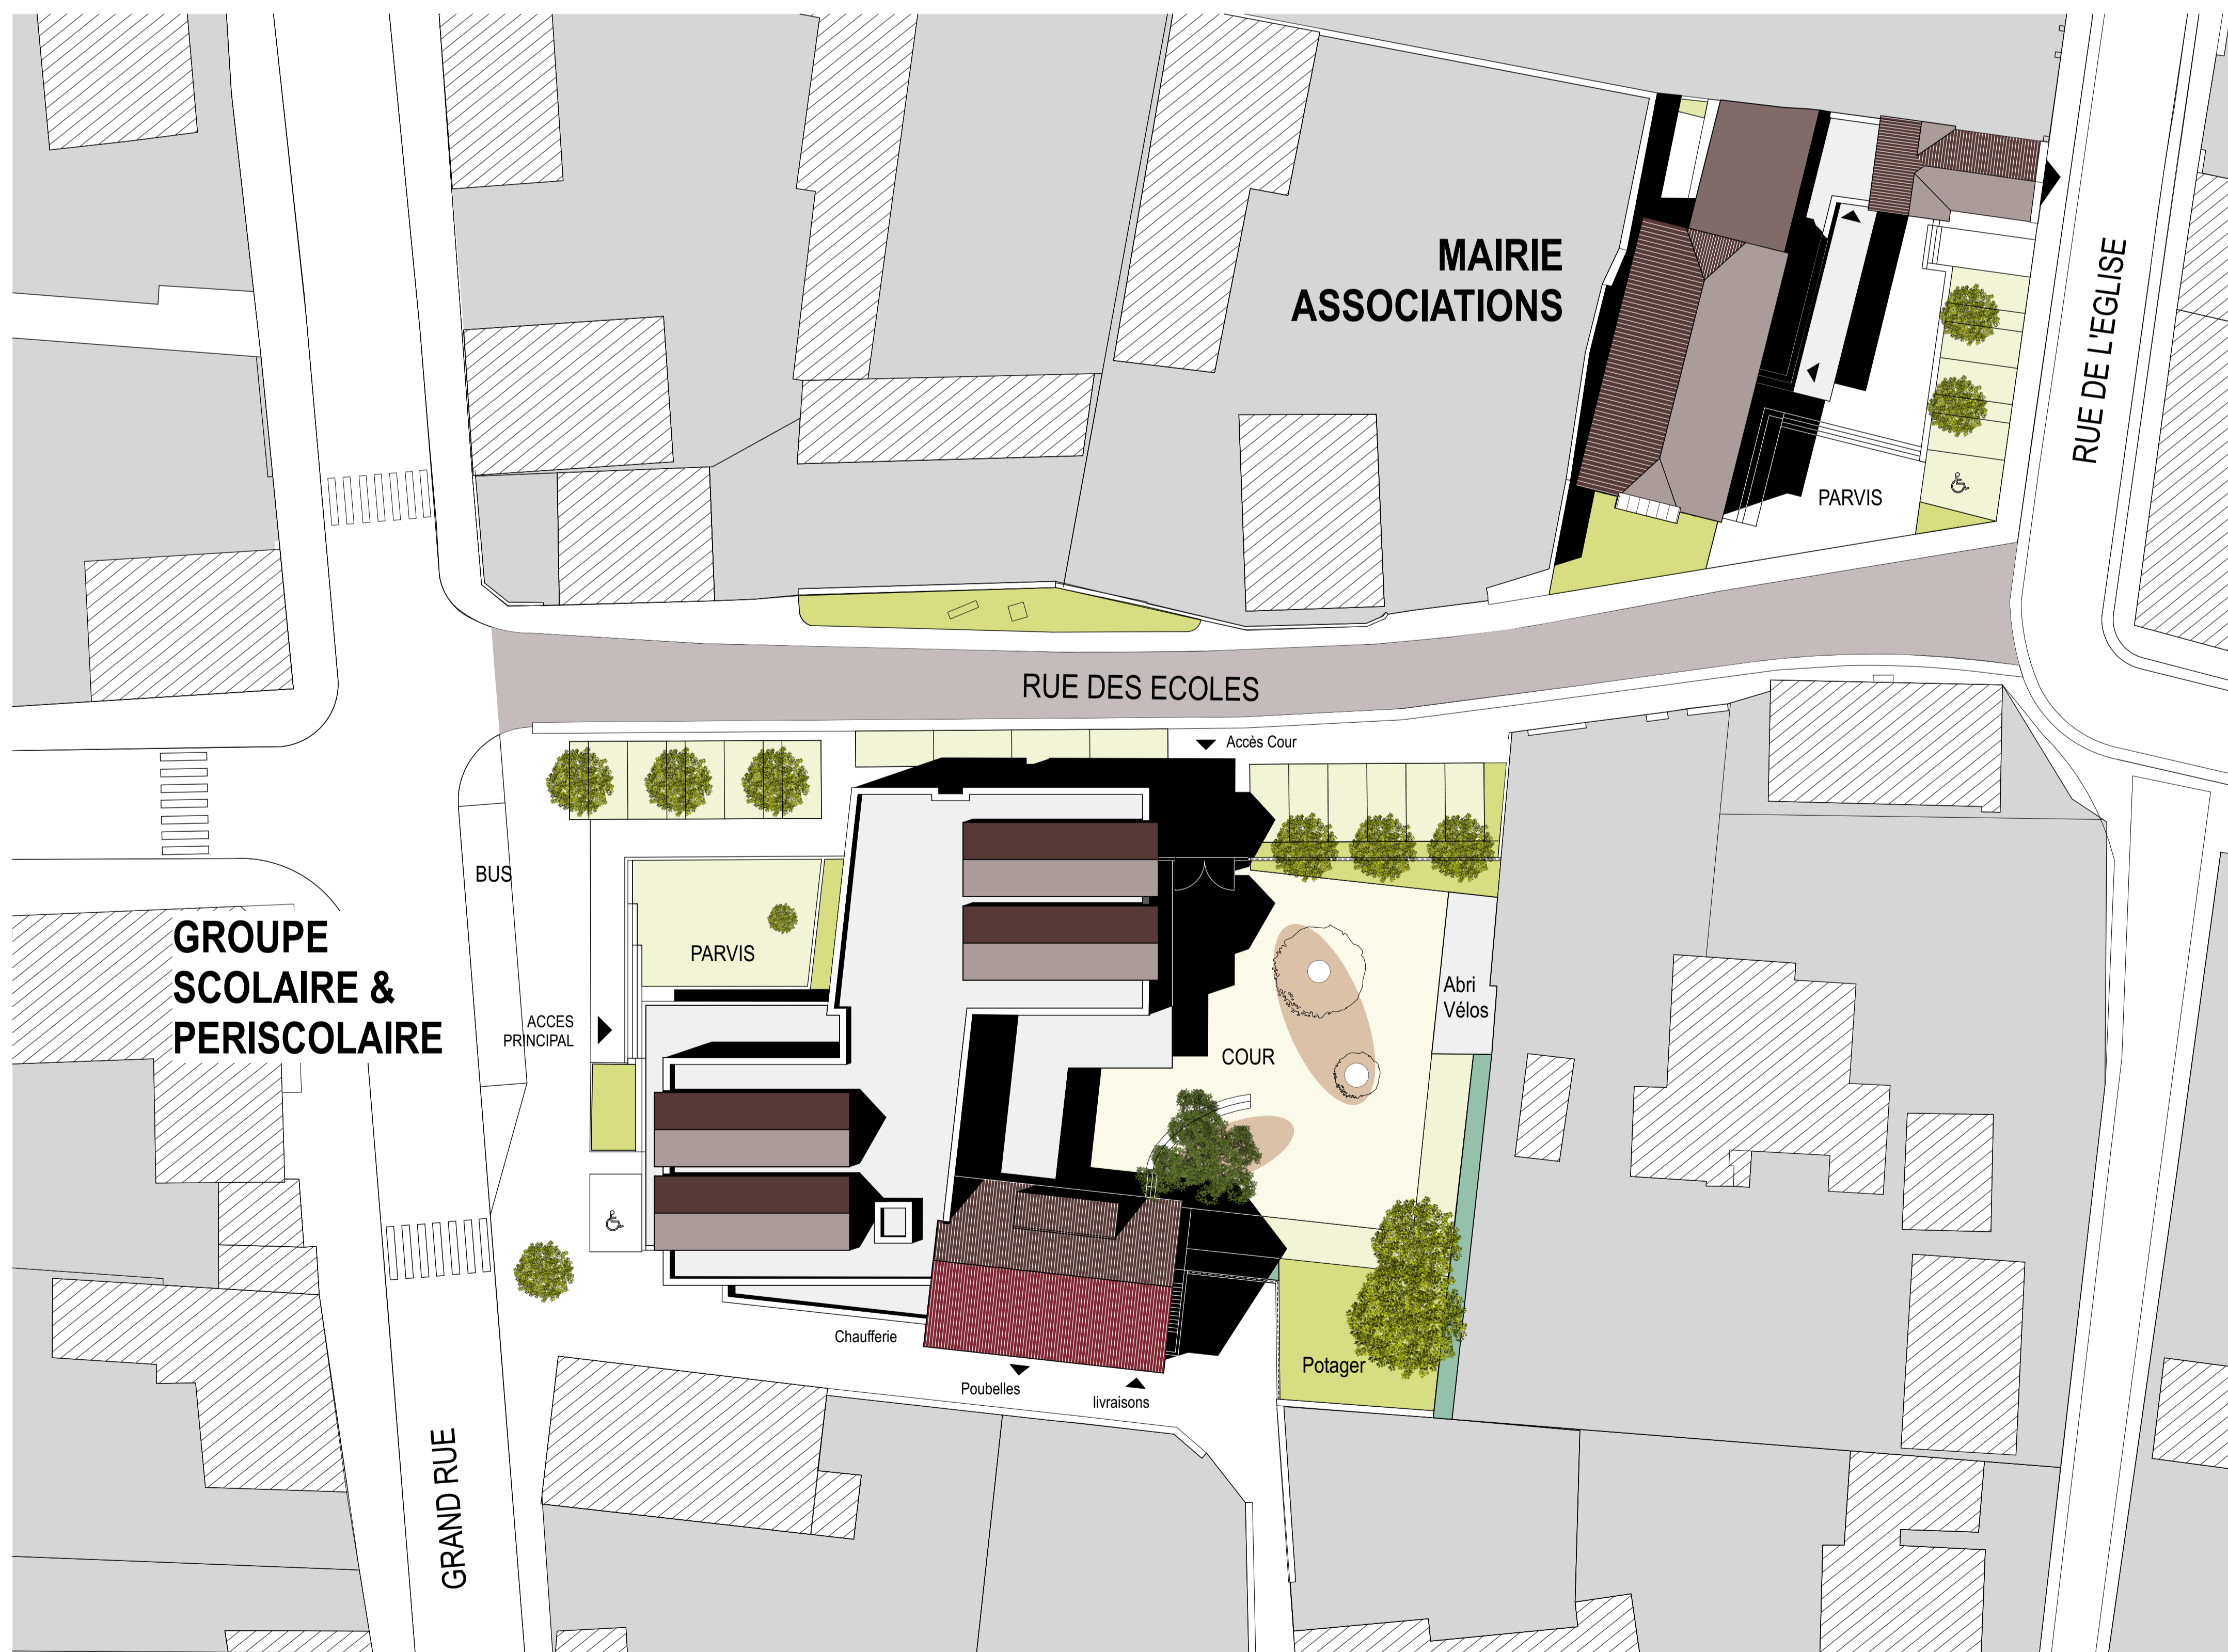 MAIRIE
ASSOCIATIONS
RUE DE L'EGLISE
PARVIS
RUE DES ECOLES
Accès Cour
BUS
GROUPE
SCOLAIRE &
PERISCOLAIRE
PARVIS
ACCES
PRINCIPAL
Abri
Vélos
COUR
Chaufferie
Potager
Poubelles
livraisons
GRAND RUE